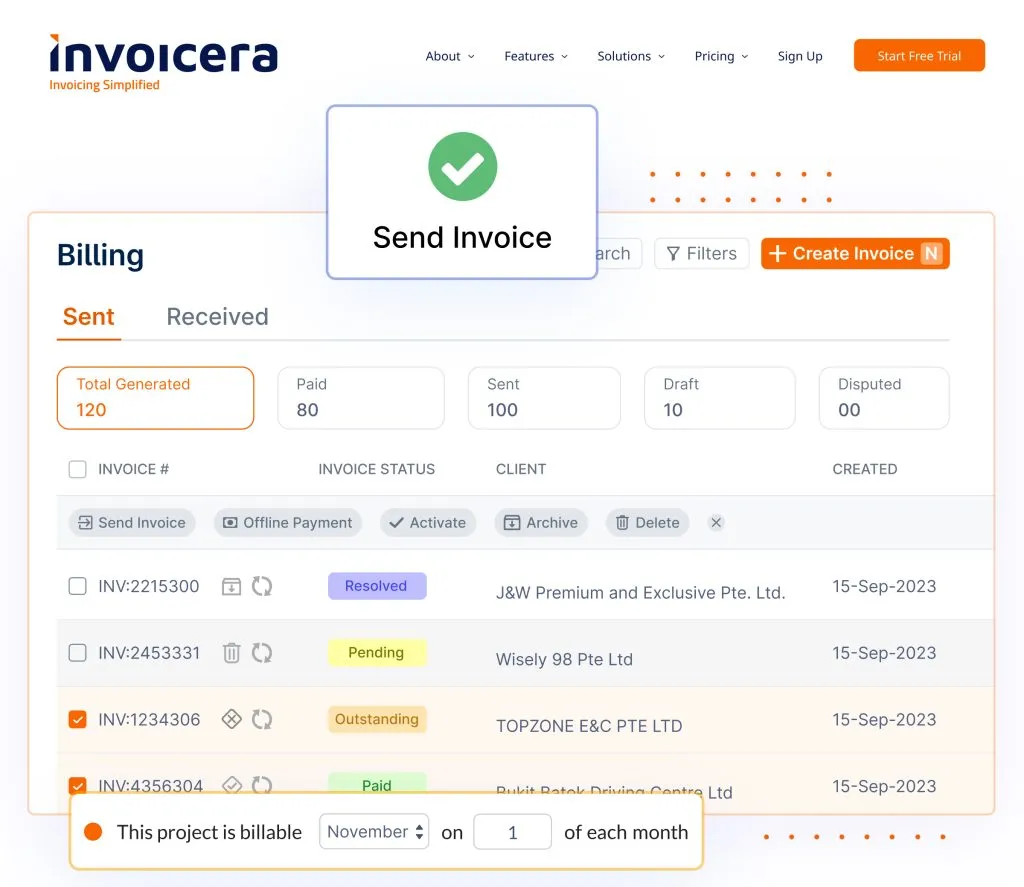 invoicera
Invoicing Simplified
About
Features
Solutions
Pricing
Sign Up
Start Free Trial
Send Invoice
Billing
arch
Filters
+ Create Invoice N
Sent
Received
Total Generated
120
Paid
80
Sent
100
Draft
10
Disputed
00
INVOICE # INVOICE STATUS CLIENT CREATED
Send Invoice Offline Payment Activate Archive Delete
INV:2215300 Resolved J&W Premium and Exclusive Pte. Ltd. 15-Sep-2023
INV:2453331 Pending Wisely 98 Pte Ltd 15-Sep-2023
INV:1234306 Outstanding TOPZONE E&C PTE LTD 15-Sep-2023
INV:4356304 Paid Bukit Batok Driving Centre Ltd 15-Sep-2023
This project is billable November on 1 of each month